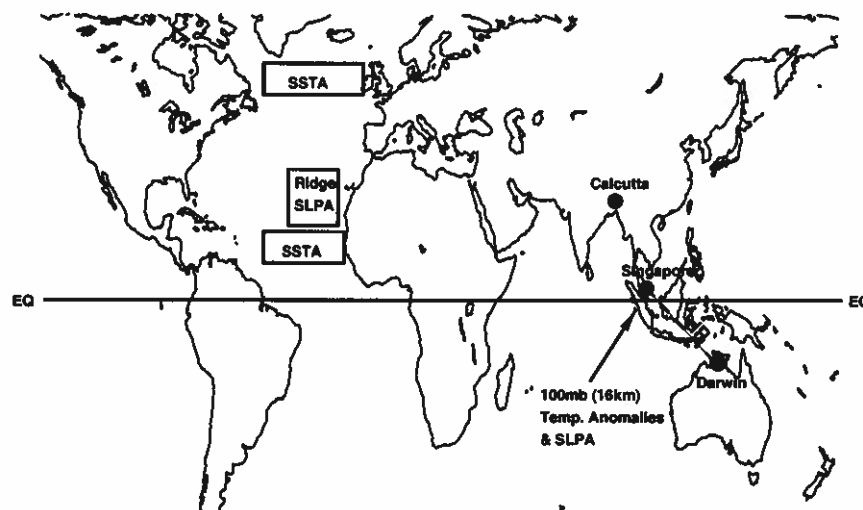 SSTA
Ridge
SLPA
Calcutta
SSTA
Singapore
EQ
EQ
100mb (16km)
Temp. Anomalies
& SLPA
Darwin